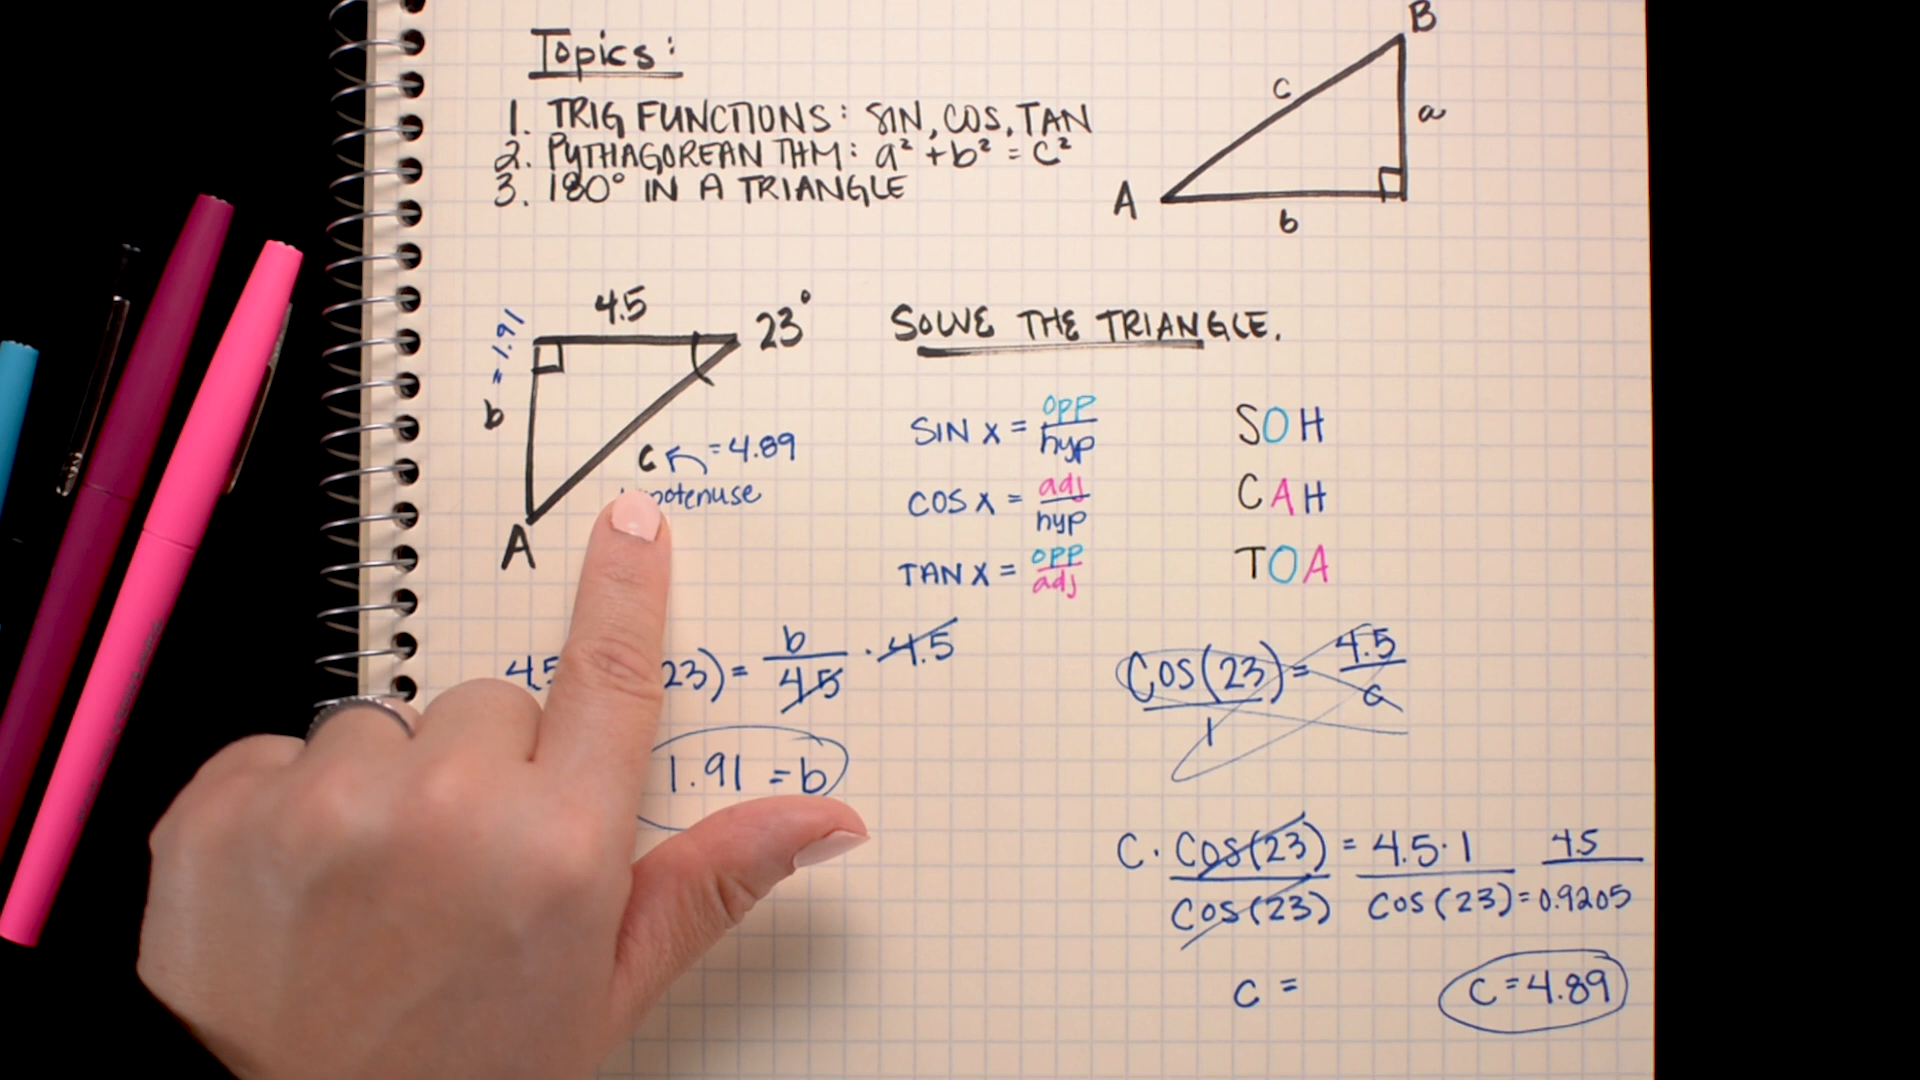 Topics:
1. TRIG FUNCTIONS: SIN, COS, TAN
2. PYTHAGOREAN THM: a² + b² = c²
3. 180° IN A TRIANGLE
B
c
a
A
b
4.5
23°
= 1.91
b
c
= 4.89
A
SOLVE THE TRIANGLE.
SIN X = opp/hyp
COS X = adj/hyp
TAN X = opp/adj
SOH
CAH
TOA
23) = b/4.5 · 4.5
1.91 = b
Cos(23)/1 = 4.5/c
C · Cos(23)/Cos(23) = 4.5·1/Cos(23) = 4.5/0.9205
c =
C = 4.89